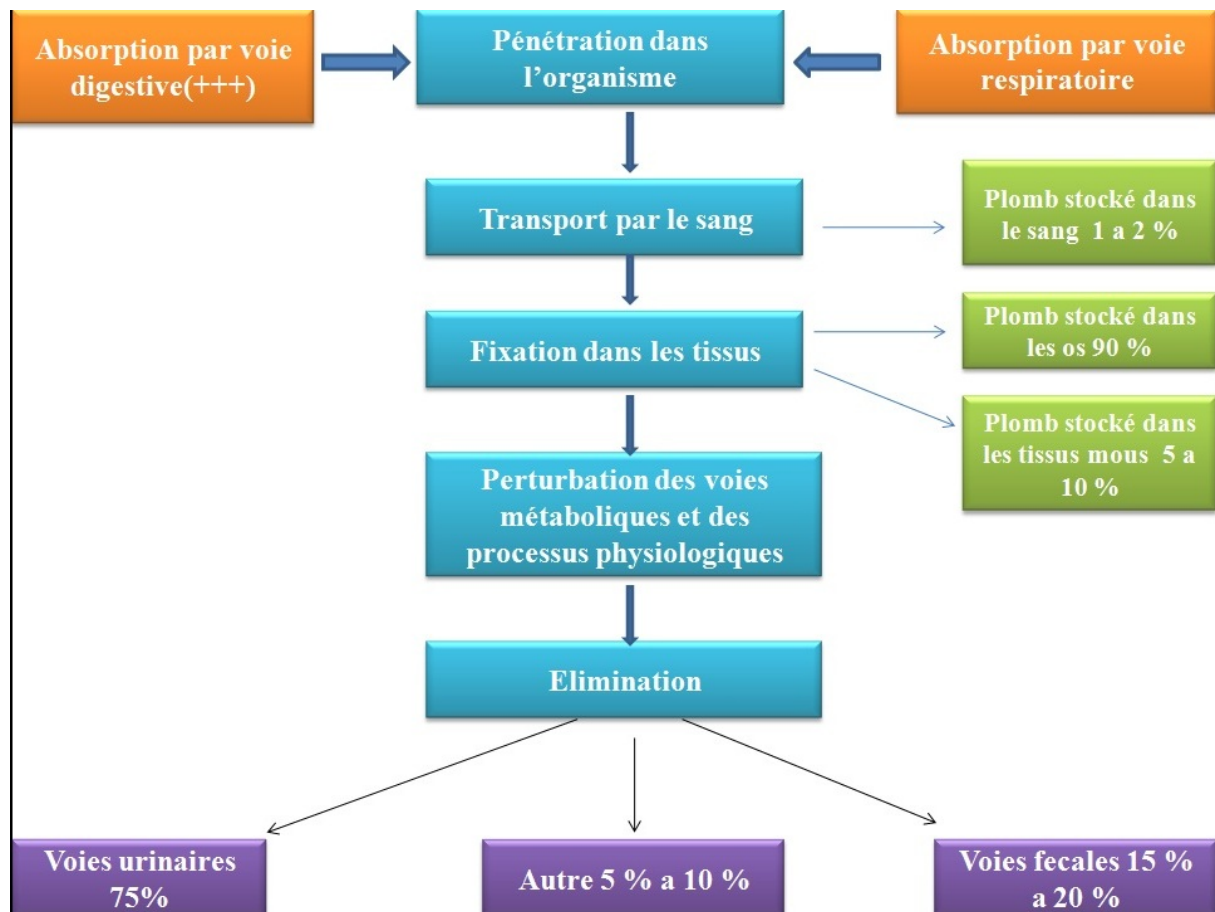 Absorption par voie
digestive(+++)
Pénétration dans
l’organisme
Absorption par voie
respiratoire
Transport par le sang
Plomb stocké dans
le sang 1 a 2 %
Fixation dans les tissus
Plomb stocké dans
les os 90 %
Plomb stocké dans
les tissus mous 5 a
10 %
Perturbation des voies
métaboliques et des
processus physiologiques
Elimination
Voies urinaires
75%
Autre 5 % a 10 %
Voies fecales 15 %
a 20 %